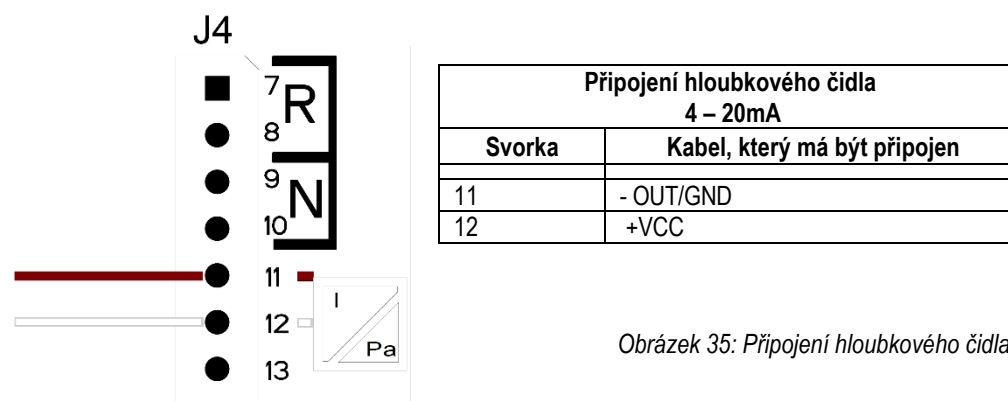 J4
7
R
8
9
N
10
11
12
13
I
Pa
Připojení hloubkového čidla
4 – 20mA
Svorka Kabel, který má být připojen
11 - OUT/GND
12 +VCC
Obrázek 35: Připojení hloubkového čidla